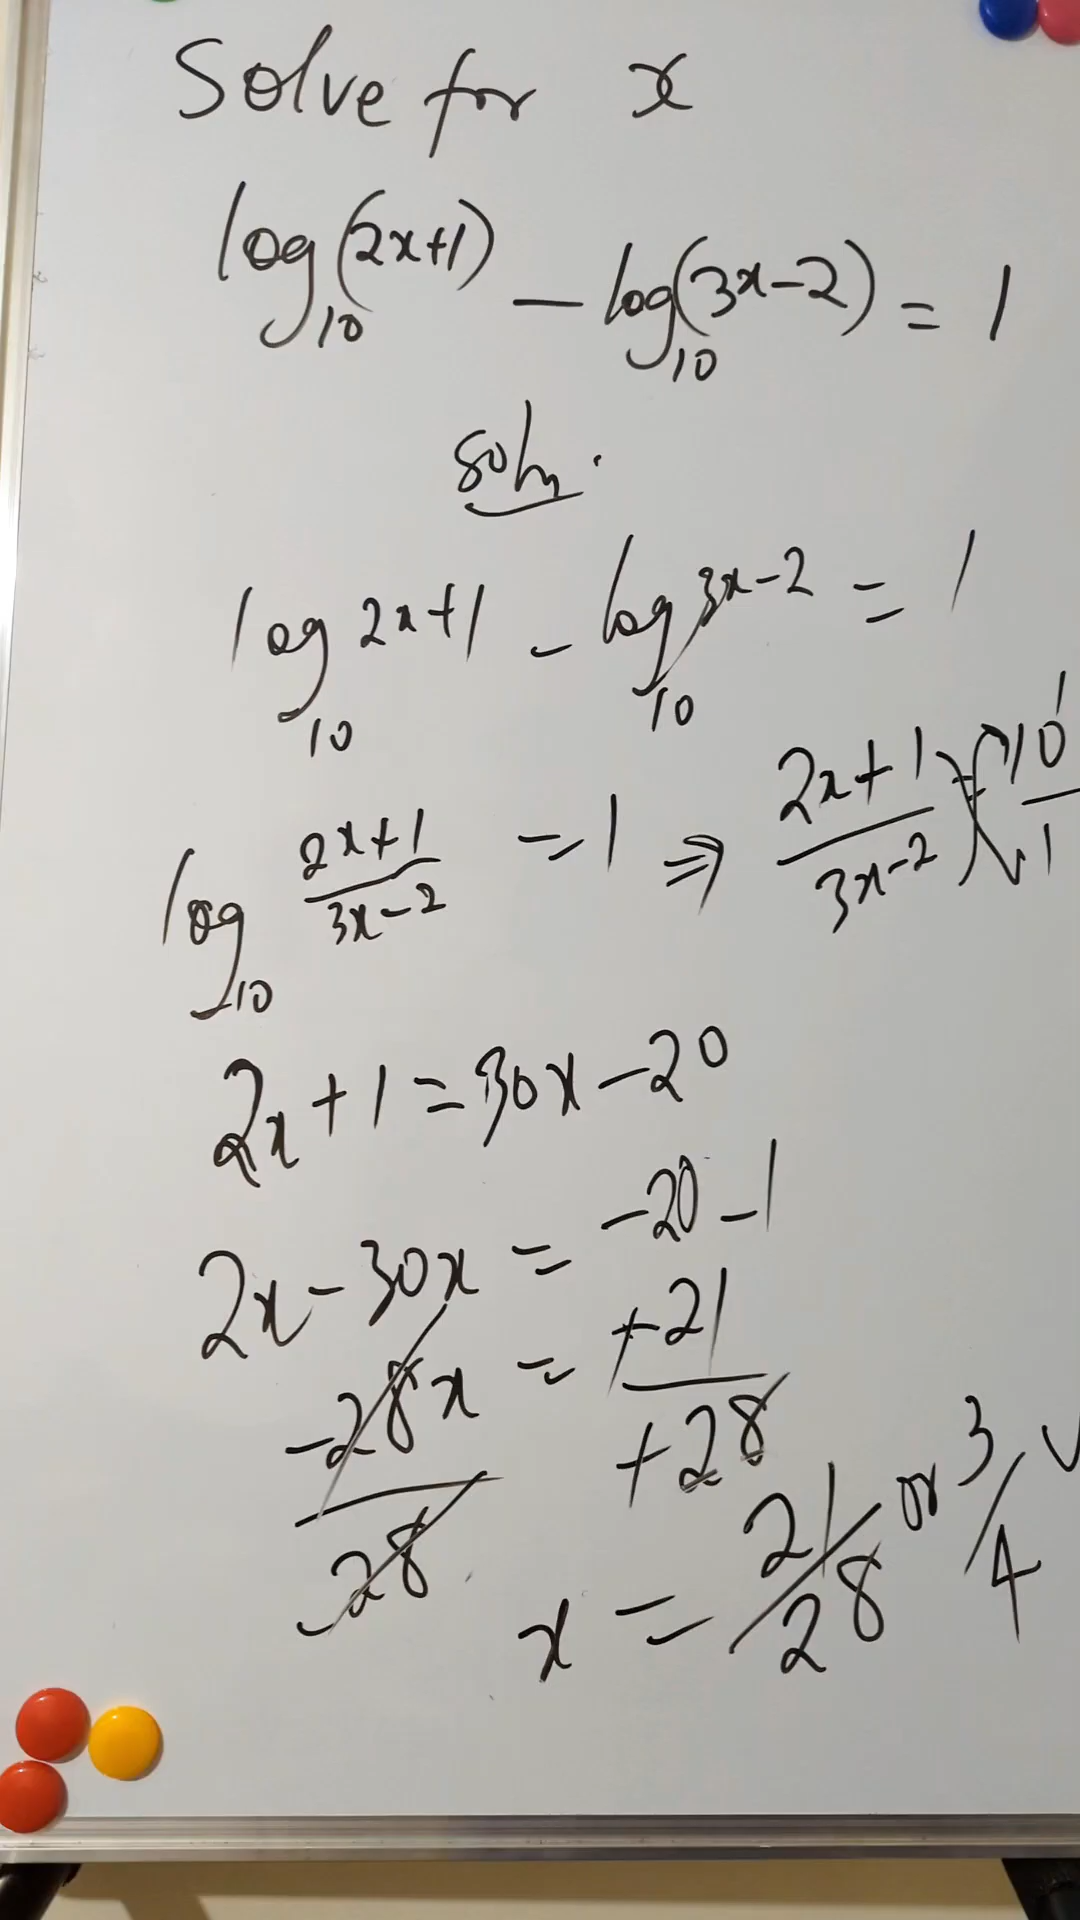 Solve for x
log₁₀(2x+1) − log₁₀(3x−2) = 1
soln.
log₁₀ 2x+1 − log₁₀ 3x−2 = 1
log₁₀ (2x+1)/(3x−2) = 1 ⇒ (2x+1)/(3x−2) = 10¹/1
2x+1 = 30x−20
2x−30x = −20−1
−28x/−28 = +21/+28
x = 21/28 or 3/4